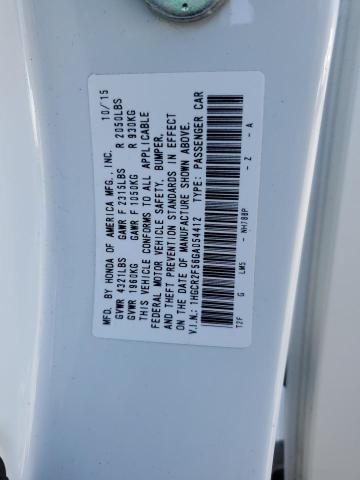 MFD. BY HONDA OF AMERICA MFG., INC. 10/15
GVWR 4321LBS GAWR F 2315LBS R 2050LBS
GVWR 1960KG GAWR F 1050KG R 930KG
THIS VEHICLE CONFORMS TO ALL APPLICABLE
FEDERAL MOTOR VEHICLE SAFETY, BUMPER,
AND THEFT PREVENTION STANDARDS IN EFFECT
ON THE DATE OF MANUFACTURE SHOWN ABOVE.
V.I.N.: 1HGCR2F56GA054412 TYPE: PASSENGER CAR
T2F G LM5 NH788P - Z - A